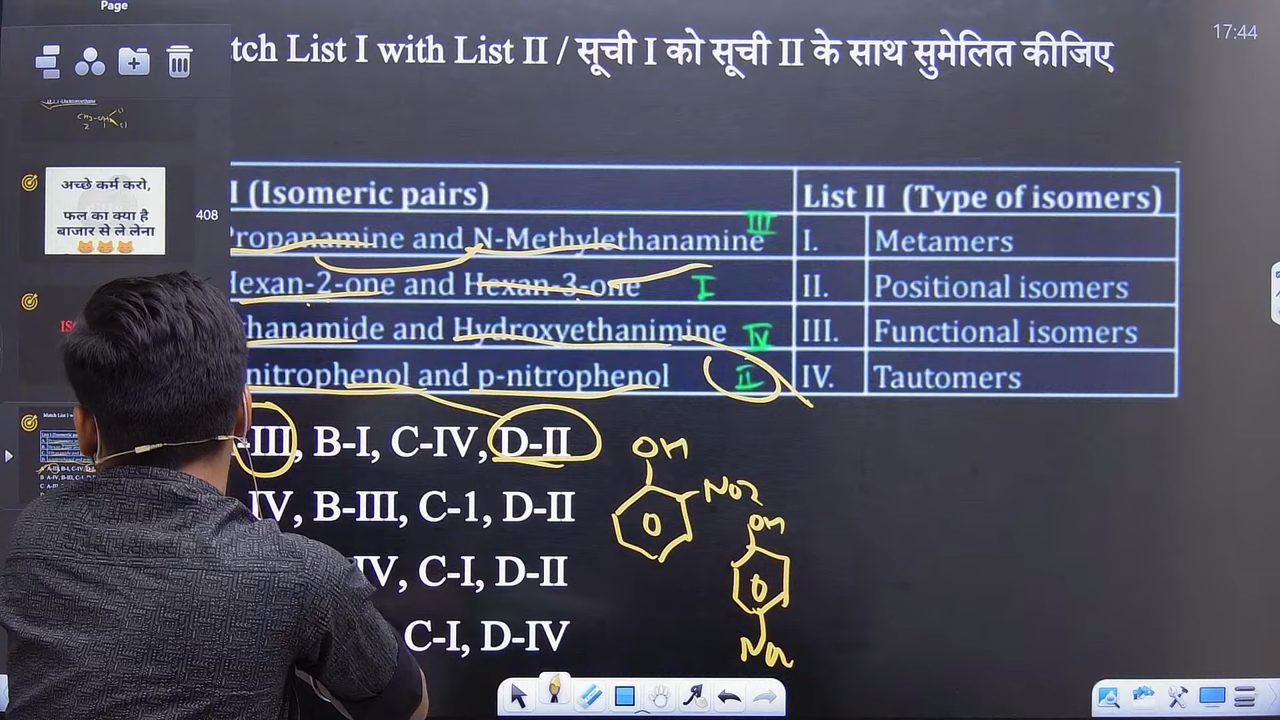 Page
17:44
tch List I with List II / सूची I को सूची II के साथ सुमेलित कीजिए
अच्छे कर्म करो,
फल का क्या है
बाजार से ले लेना
408
I (Isomeric pairs) List II (Type of isomers)
Propanamine and N-Methylethanamine III I. Metamers
Hexan-2-one and Hexan-3-one I II. Positional isomers
hanamide and Hydroxyethanimine IV III. Functional isomers
nitrophenol and p-nitrophenol II IV. Tautomers
-III, B-I, C-IV, D-II
IV, B-III, C-1, D-II
IV, C-I, D-II
C-I, D-IV
OH
NO2
OH